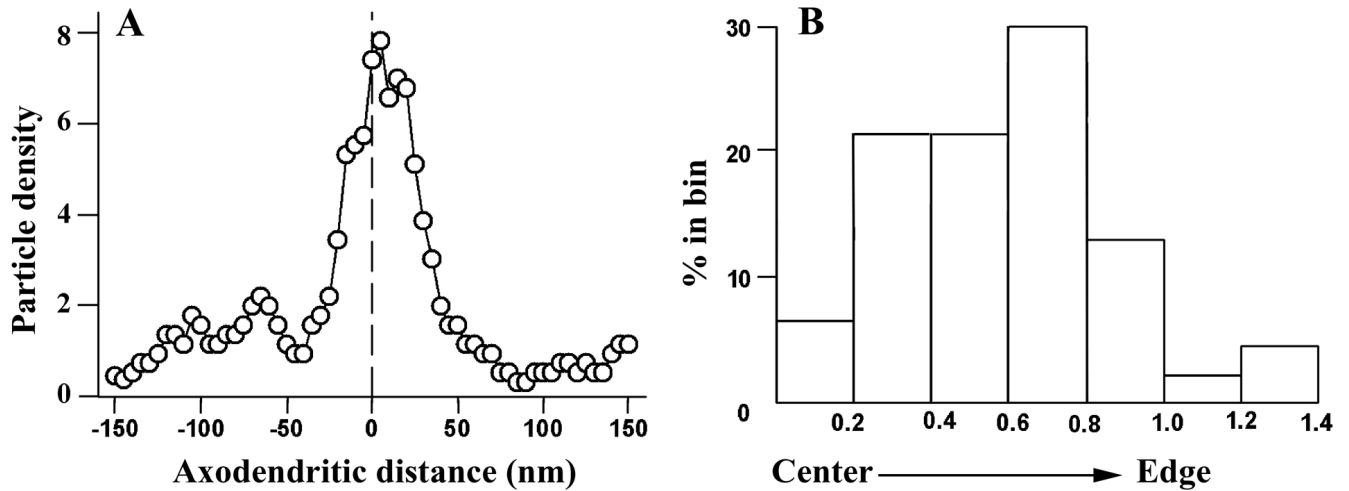 A
Particle density
8
6
4
2
0
-150 -100 -50 0 50 100 150
Axodendritic distance (nm)
B
% in bin
30
20
10
0
0.2 0.4 0.6 0.8 1.0 1.2 1.4
Center Edge